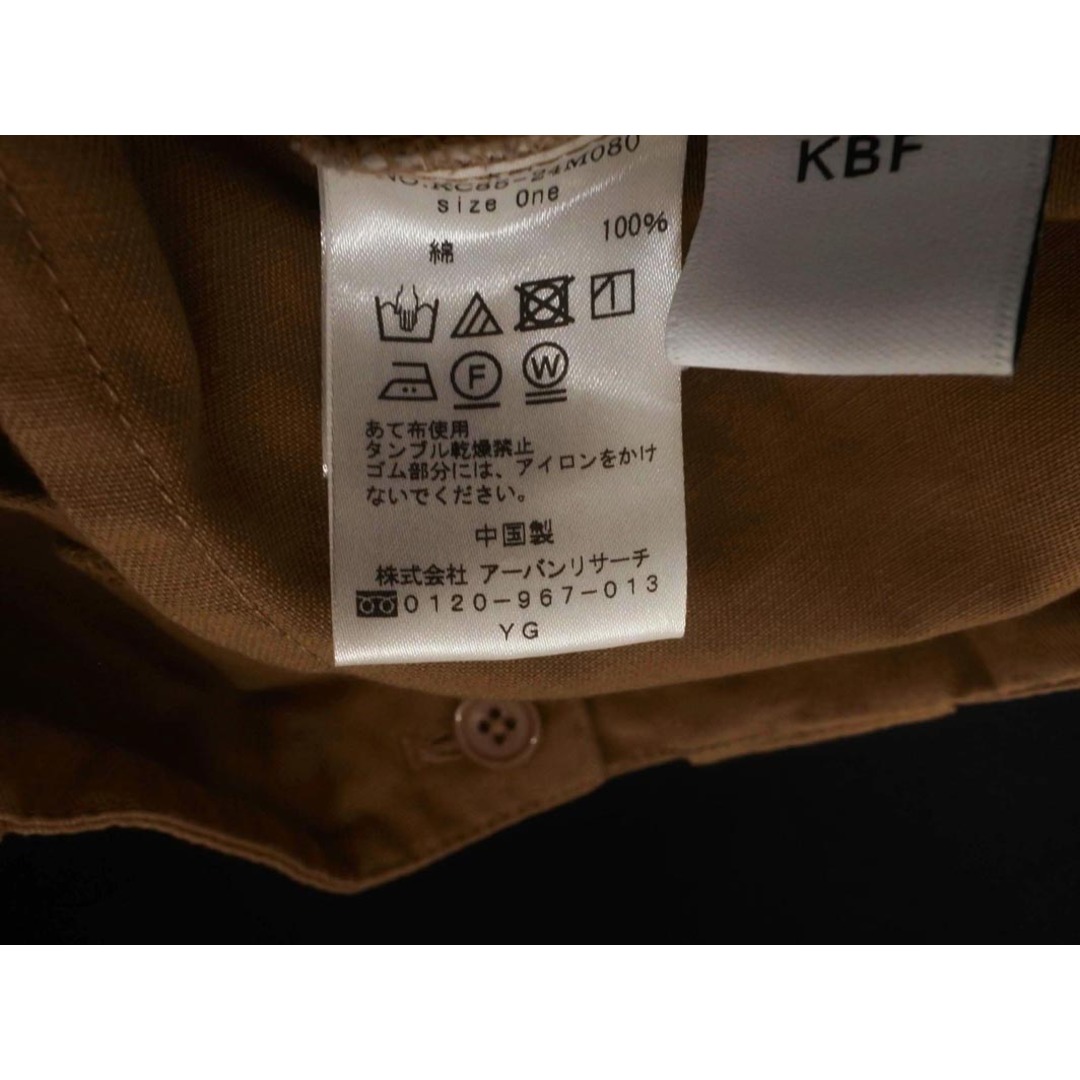 NO.KC85-24M080
size One
綿 100%
F W
あて布使用
タンブル乾燥禁止
ゴム部分には、アイロンをかけ
ないでください。
中国製
株式会社 アーバンリサーチ
0120-967-013
YG
KBF